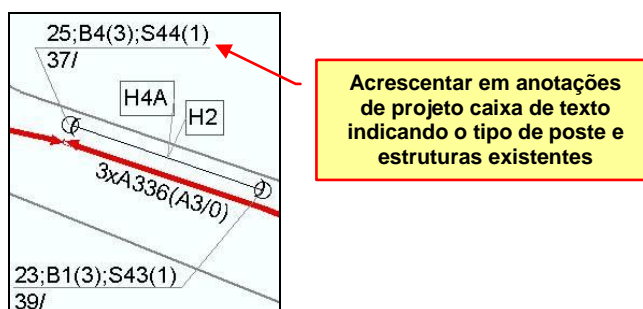 25;B4(3);S44(1)
37/
H4A
H2
3xA336(A3/0)
23;B1(3);S43(1)
39/
Acrescentar em anotações
de projeto caixa de texto
indicando o tipo de poste e
estruturas existentes